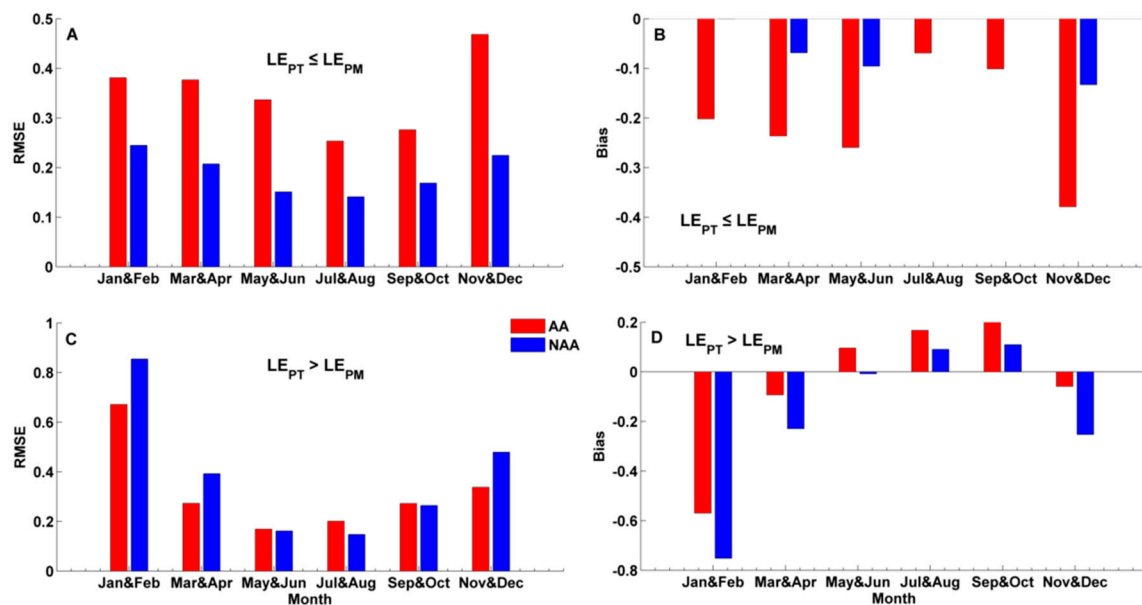 A
LE_PT ≤ LE_PM
RMSE
0.5
0.4
0.3
0.2
0.1
0
Jan&Feb Mar&Apr May&Jun Jul&Aug Sep&Oct Nov&Dec
B
LE_PT ≤ LE_PM
Bias
0
-0.1
-0.2
-0.3
-0.4
-0.5
Jan&Feb Mar&Apr May&Jun Jul&Aug Sep&Oct Nov&Dec
C
LE_PT > LE_PM
AA
NAA
RMSE
1
0.8
0.6
0.4
0.2
0
Jan&Feb Mar&Apr May&Jun Jul&Aug Sep&Oct Nov&Dec
Month
D
LE_PT > LE_PM
Bias
0.2
0
-0.2
-0.4
-0.6
-0.8
Jan&Feb Mar&Apr May&Jun Jul&Aug Sep&Oct Nov&Dec
Month